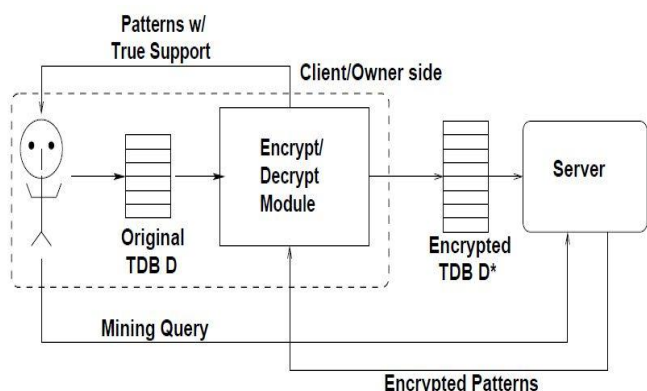 Patterns w/
True Support
Client/Owner side
Encrypt/
Decrypt
Module
Server
Original
TDB D
Encrypted
TDB D*
Mining Query
Encrypted Patterns